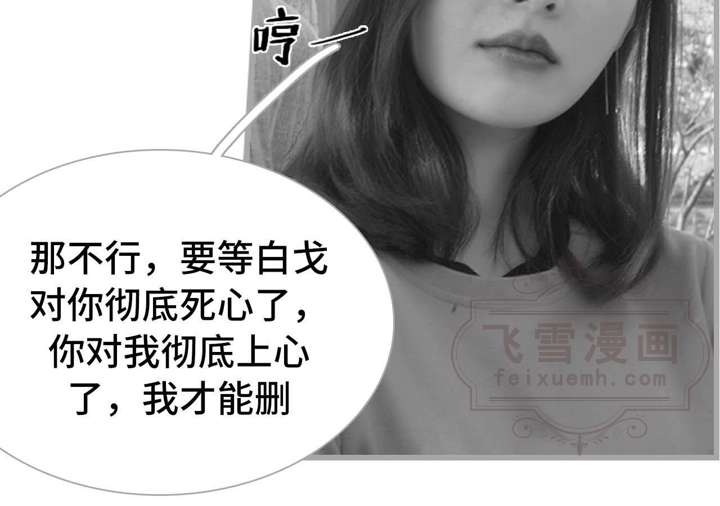 哼
那不行，要等白戈
对你彻底死心了，
你对我彻底上心
了，我才能删
飞雪漫画
feixuemh.com